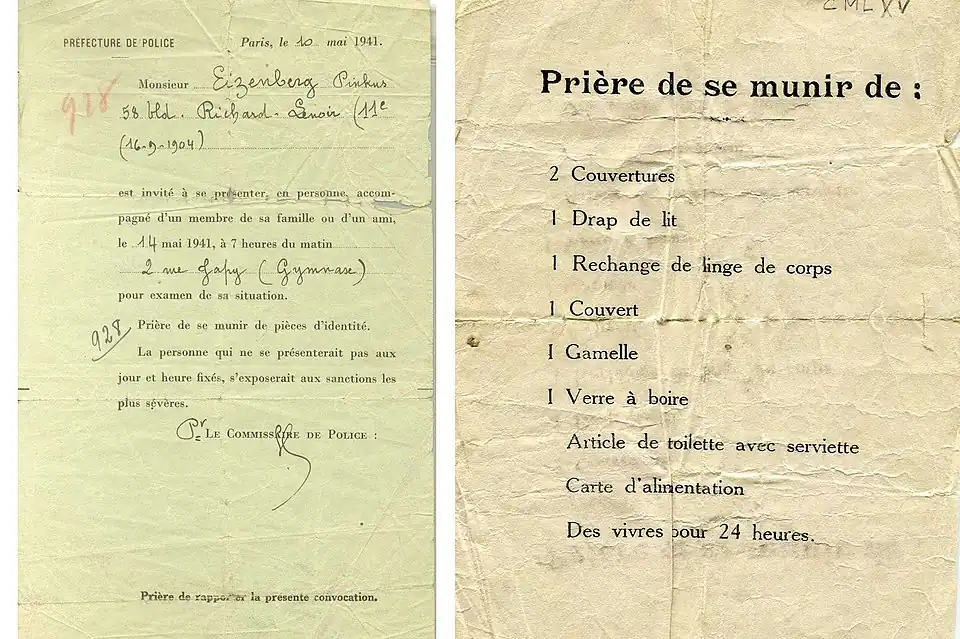 PRÉFECTURE DE POLICE
Paris, le 10 mai 1941.
Monsieur Eizenberg Pinkus
928
58 bld. Richard-Lenoir (11e
(16-9-1904)
est invité à se présenter, en personne, accom-
pagné d'un membre de sa famille ou d'un ami,
le 14 mai 1941, à 7 heures du matin
2 rue Japy (Gymnase)
pour examen de sa situation.
928
Prière de se munir de pièces d'identité.
La personne qui ne se présenterait pas aux
jour et heure fixés, s'exposerait aux sanctions les
plus sévères.
Pr LE COMMISSAIRE DE POLICE :
Prière de rapporter la présente convocation.
CMLXV
Prière de se munir de :
2 Couvertures
1 Drap de lit
1 Rechange de linge de corps
1 Couvert
1 Gamelle
1 Verre à boire
Article de toilette avec serviette
Carte d'alimentation
Des vivres pour 24 heures.